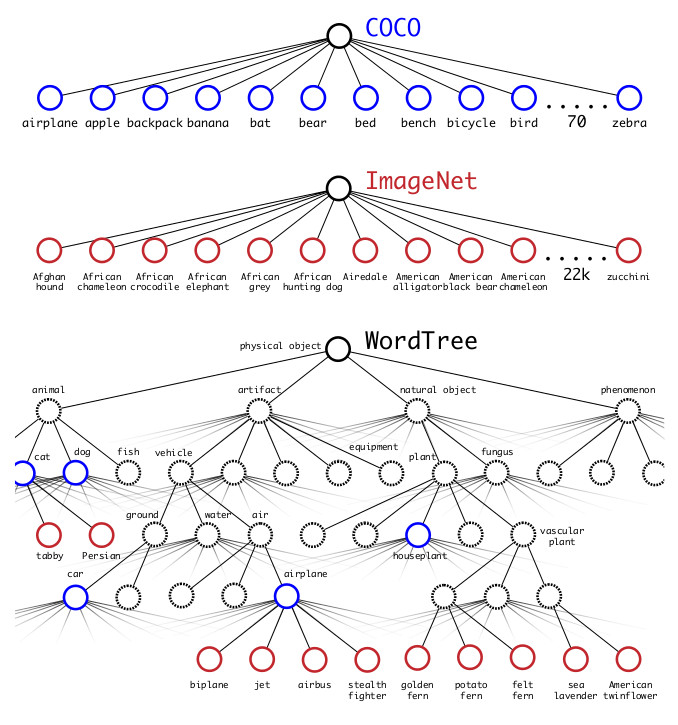 COCO
airplane apple backpack banana bat bear bed bench bicycle bird ..... 70 zebra
ImageNet
Afghan hound
African chameleon
African crocodile
African elephant
African grey
African hunting dog
Airedale
American alligator
American black bear
American chameleon
..... 22k
zucchini
WordTree
physical object
animal artifact natural object phenomenon
cat dog fish vehicle equipment plant fungus
ground water air vascular plant
tabby Persian houseplant
car airplane
biplane jet airbus stealth fighter golden fern potato fern felt fern sea lavender American twinflower